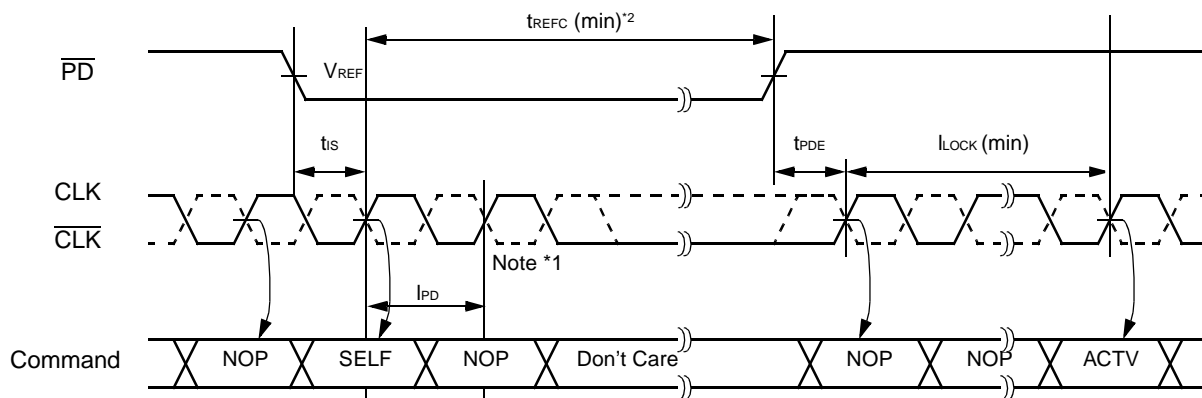 tREFC (min)*2
PD
VREF
tIS
tPDE
lLOCK (min)
CLK
CLK
Note *1
lPD
Command
NOP
SELF
NOP
Don't Care
NOP
NOP
ACTV